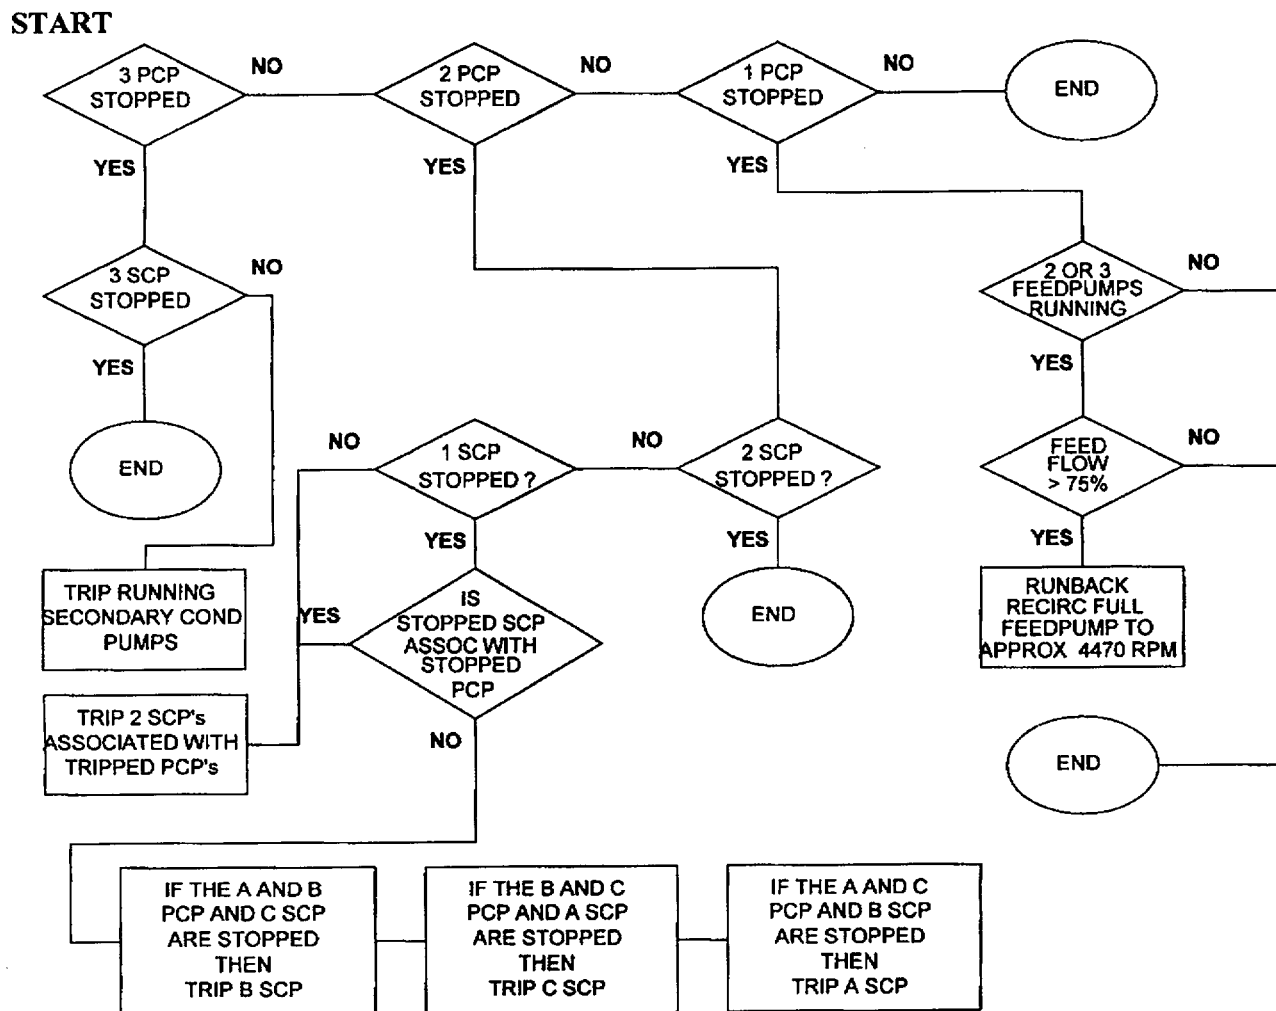 START
3 PCP
STOPPED
NO
2 PCP
STOPPED
NO
1 PCP
STOPPED
NO
END
YES
YES
YES
3 SCP
STOPPED
NO
2 OR 3
FEEDPUMPS
RUNNING
NO
YES
YES
END
NO
1 SCP
STOPPED ?
NO
2 SCP
STOPPED ?
FEED
FLOW
> 75%
NO
YES
YES
YES
TRIP RUNNING
SECONDARY COND
PUMPS
YES
IS
STOPPED SCP
ASSOC WITH
STOPPED
PCP
END
RUNBACK
RECIRC FULL
FEEDPUMP TO
APPROX 4470 RPM
TRIP 2 SCP's
ASSOCIATED WITH
TRIPPED PCP's
NO
END
IF THE A AND B
PCP AND C SCP
ARE STOPPED
THEN
TRIP B SCP
IF THE B AND C
PCP AND A SCP
ARE STOPPED
THEN
TRIP C SCP
IF THE A AND C
PCP AND B SCP
ARE STOPPED
THEN
TRIP A SCP